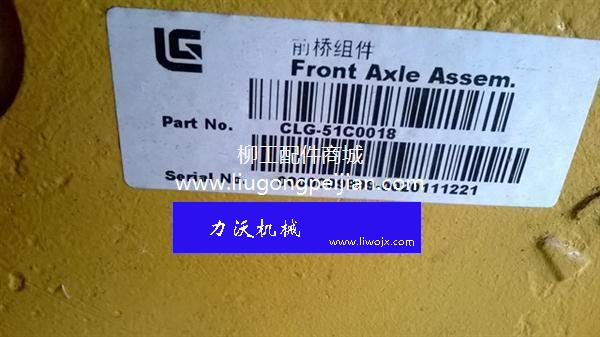 LG
前桥组件
Front Axle Assem.
Part No. CLG-51C0018
柳工配件商城
Serial No.
www.liugongpeijian.com
力沃机械
www.liwojx.com